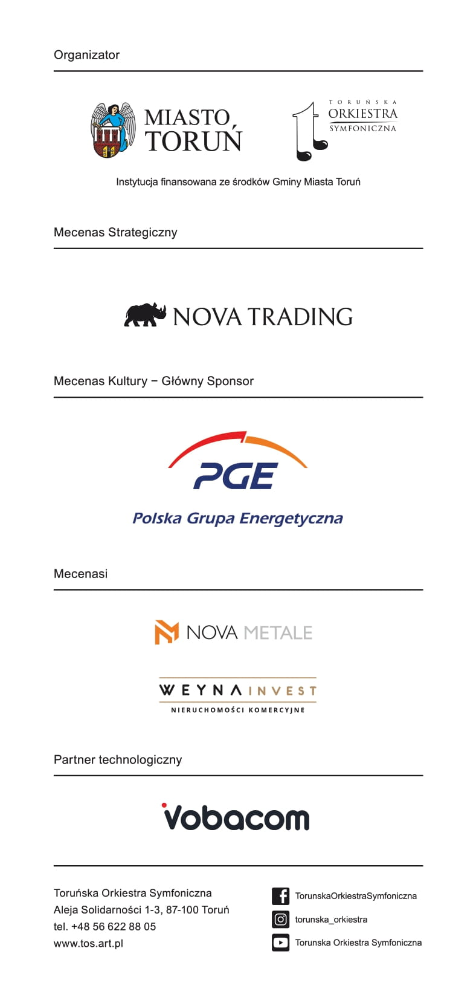 Organizator
MIASTO
TORUŃ
TORUŃSKA
ORKIESTRA
SYMFONICZNA
Instytucja finansowana ze środków Gminy Miasta Toruń
Mecenas Strategiczny
NOVA TRADING
Mecenas Kultury – Główny Sponsor
PGE
Polska Grupa Energetyczna
Mecenasi
NOVA METALE
WEYNA INVEST
NIERUCHOMOŚCI KOMERCYJNE
Partner technologiczny
Vobacom
Toruńska Orkiestra Symfoniczna
Aleja Solidarności 1-3, 87-100 Toruń
tel. +48 56 622 88 05
www.tos.art.pl
TorunskaOrkiestraSymfoniczna
torunska_orkiestra
Torunska Orkiestra Symfoniczna